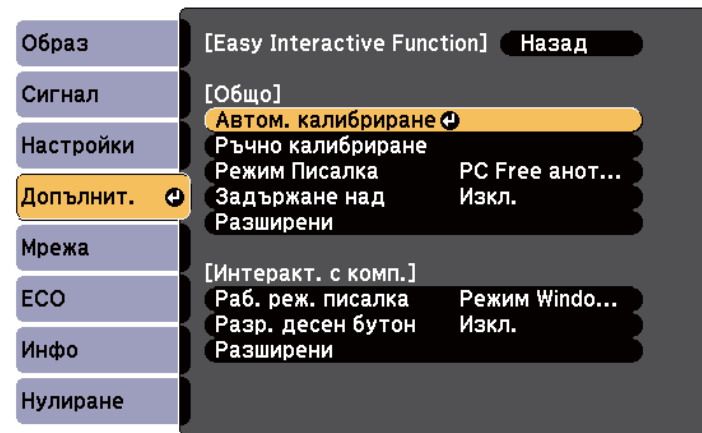 Образ
Сигнал
Настройки
Допълнит.
Мрежа
ECO
Инфо
Нулиране
[Easy Interactive Function] Назад
[Общо]
Автом. калибриране
Ръчно калибриране
Режим Писалка PC Free анот...
Задържане над Изкл.
Разширени
[Интеракт. с комп.]
Раб. реж. писалка Режим Windo...
Разр. десен бутон Изкл.
Разширени